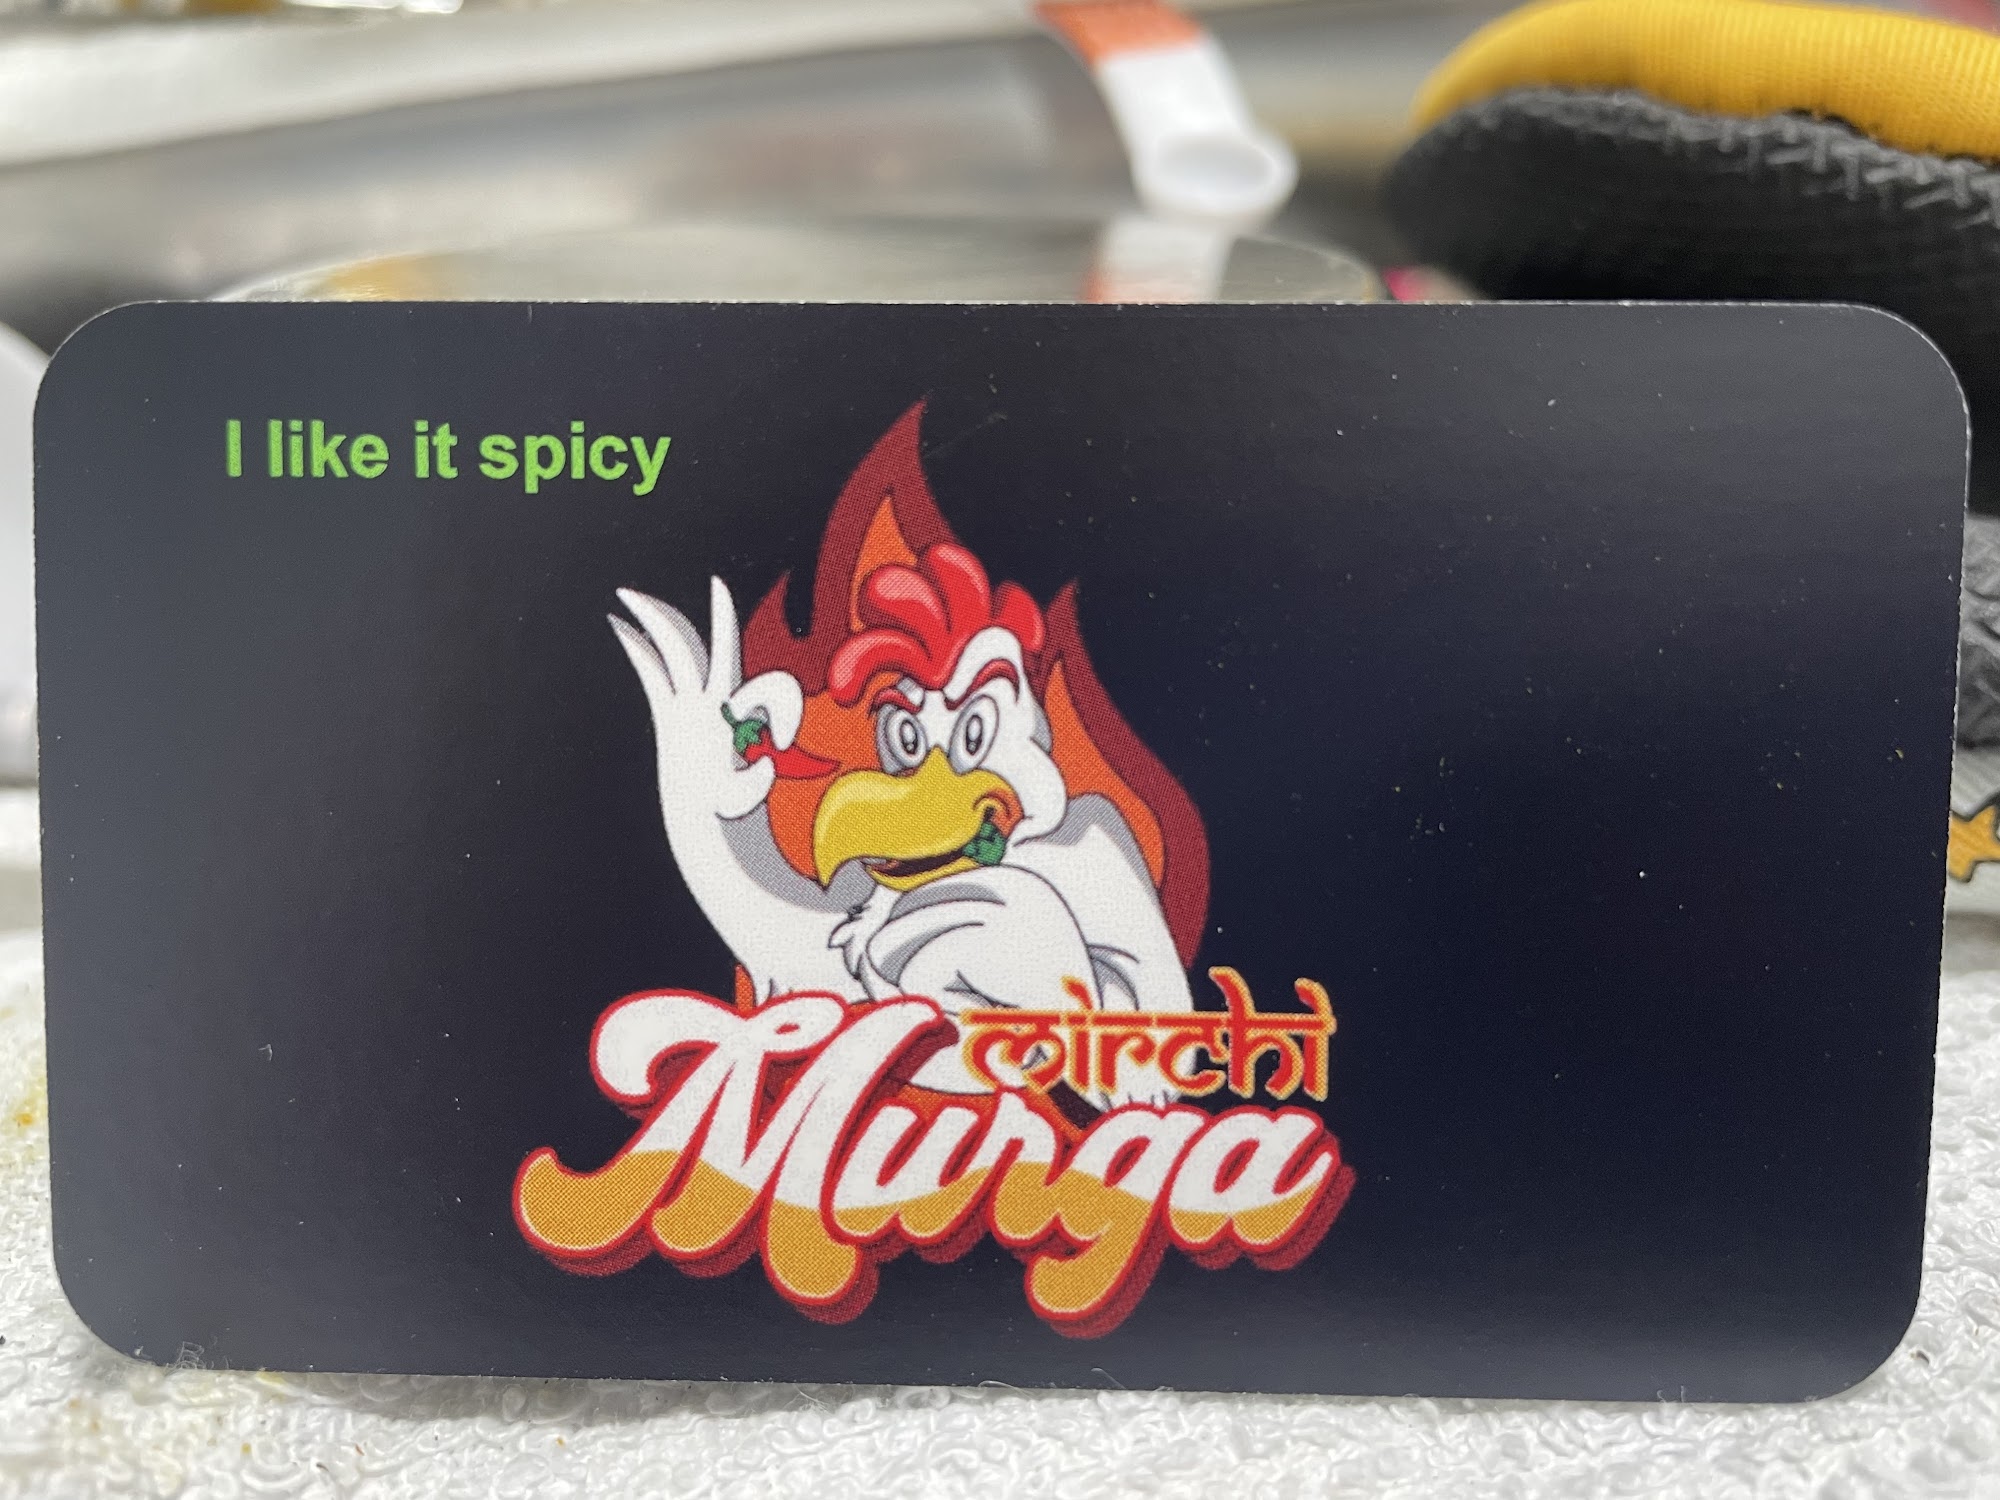 I like it spicy
mirchi
Murga